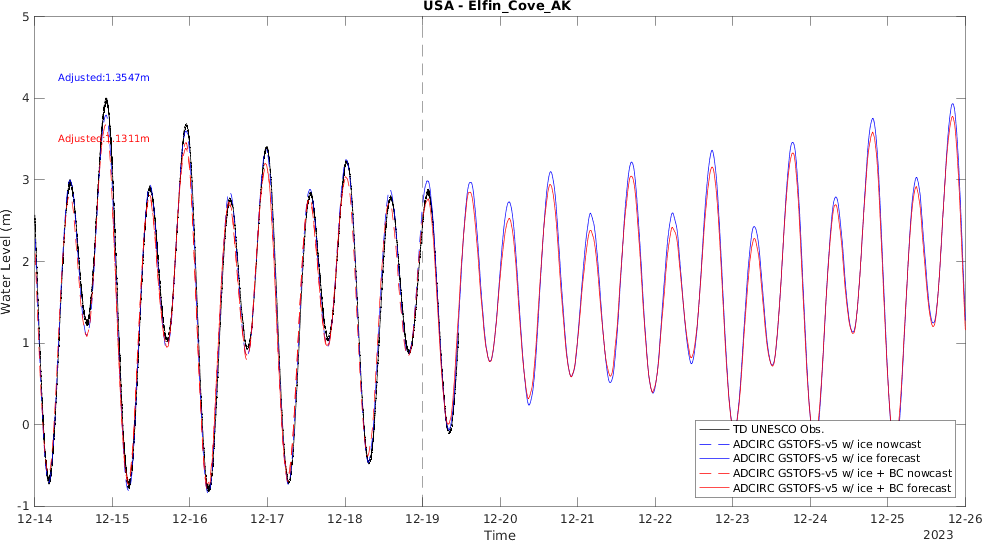 USA - Elfin_Cove_AK
5
4
3
2
1
0
-1
Water Level (m)
Adjusted:1.3547m
Adjusted:1.1311m
TD UNESCO Obs.
ADCIRC GSTOFS-v5 w/ ice nowcast
ADCIRC GSTOFS-v5 w/ ice forecast
ADCIRC GSTOFS-v5 w/ ice + BC nowcast
ADCIRC GSTOFS-v5 w/ ice + BC forecast
12-14 12-15 12-16 12-17 12-18 12-19 12-20 12-21 12-22 12-23 12-24 12-25 12-26
Time
2023